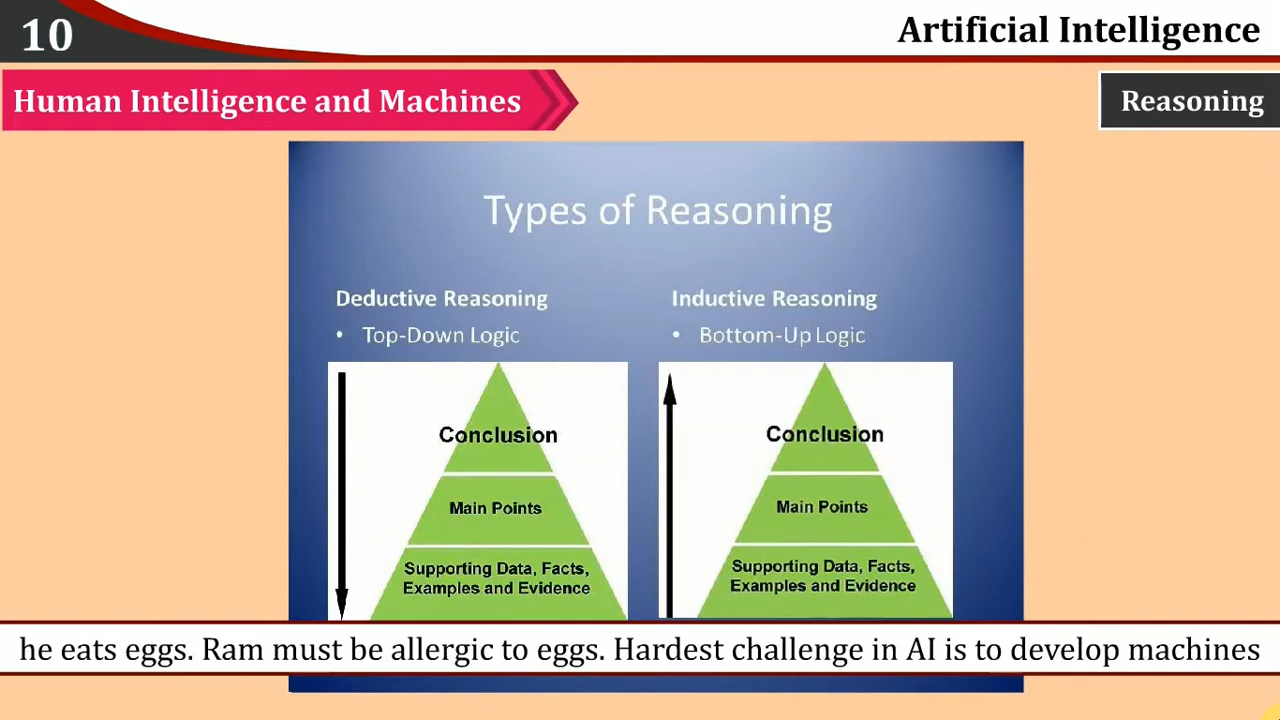 10
Artificial Intelligence
Human Intelligence and Machines
Reasoning
Types of Reasoning
Deductive Reasoning
• Top-Down Logic
Conclusion
Main Points
Supporting Data, Facts,
Examples and Evidence
Inductive Reasoning
• Bottom-Up Logic
Conclusion
Main Points
Supporting Data, Facts,
Examples and Evidence
he eats eggs. Ram must be allergic to eggs. Hardest challenge in AI is to develop machines